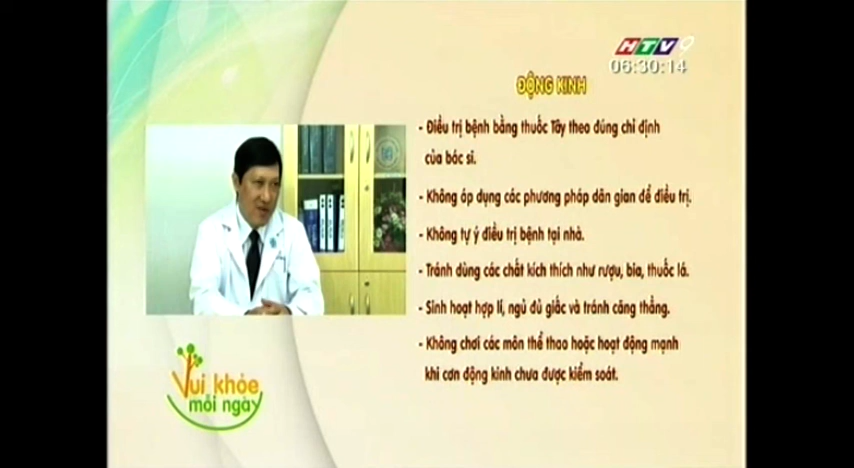 HTV9
06:30:14
ĐỘNG KINH
- Điều trị bệnh bằng thuốc Tây theo đúng chỉ định
của bác sĩ.
- Không áp dụng các phương pháp dân gian để điều trị.
- Không tự ý điều trị bệnh tại nhà.
- Tránh dùng các chất kích thích như rượu, bia, thuốc lá.
- Sinh hoạt hợp lí, ngủ đủ giấc và tránh căng thẳng.
- Không chơi các môn thể thao hoặc hoạt động mạnh
khi cơn động kinh chưa được kiểm soát.
Vui khỏe
mỗi ngày